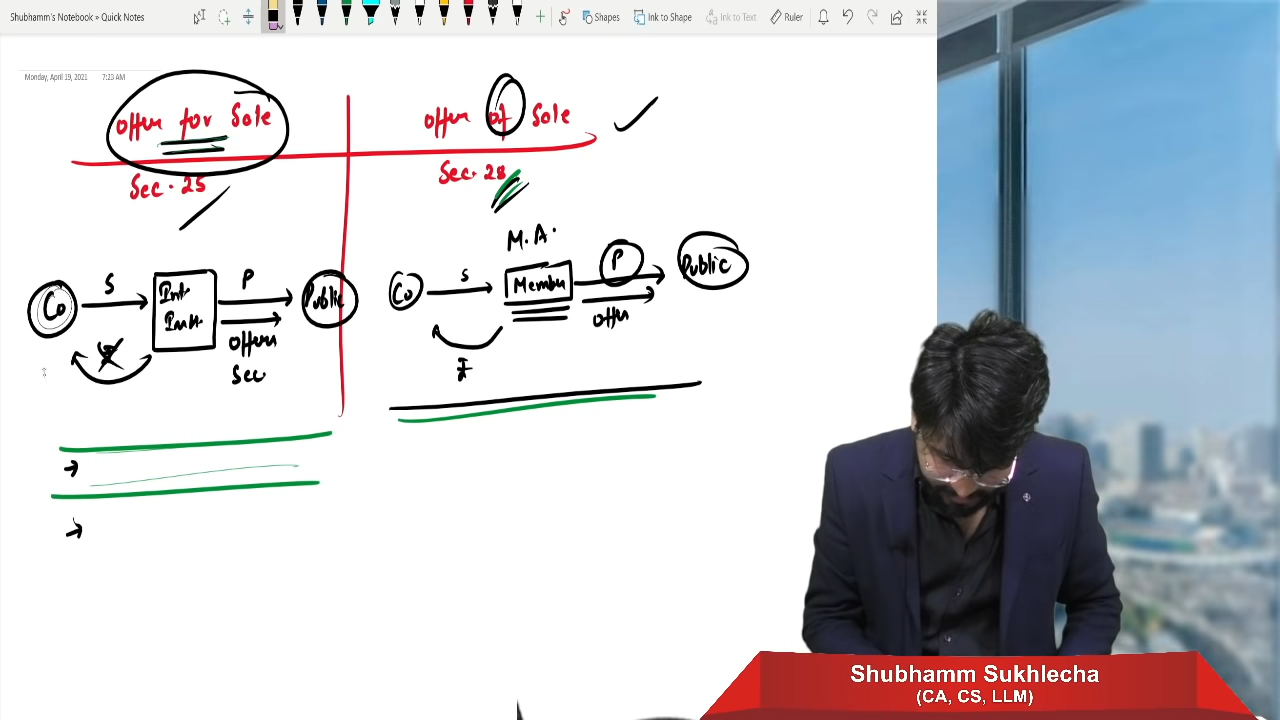 Shubhamm's Notebook » Quick Notes
Shapes
Ink to Shape
Ink to Text
Ruler
Monday, April 19, 2021 7:23 AM
Offer for Sale
Sec. 25
Co
S
Int
P
Public
Offers
Sec
Offer of Sale
Sec. 28
M.A.
Co
S
Member
P
Public
Offer
₹
Shubhamm Sukhlecha
(CA, CS, LLM)